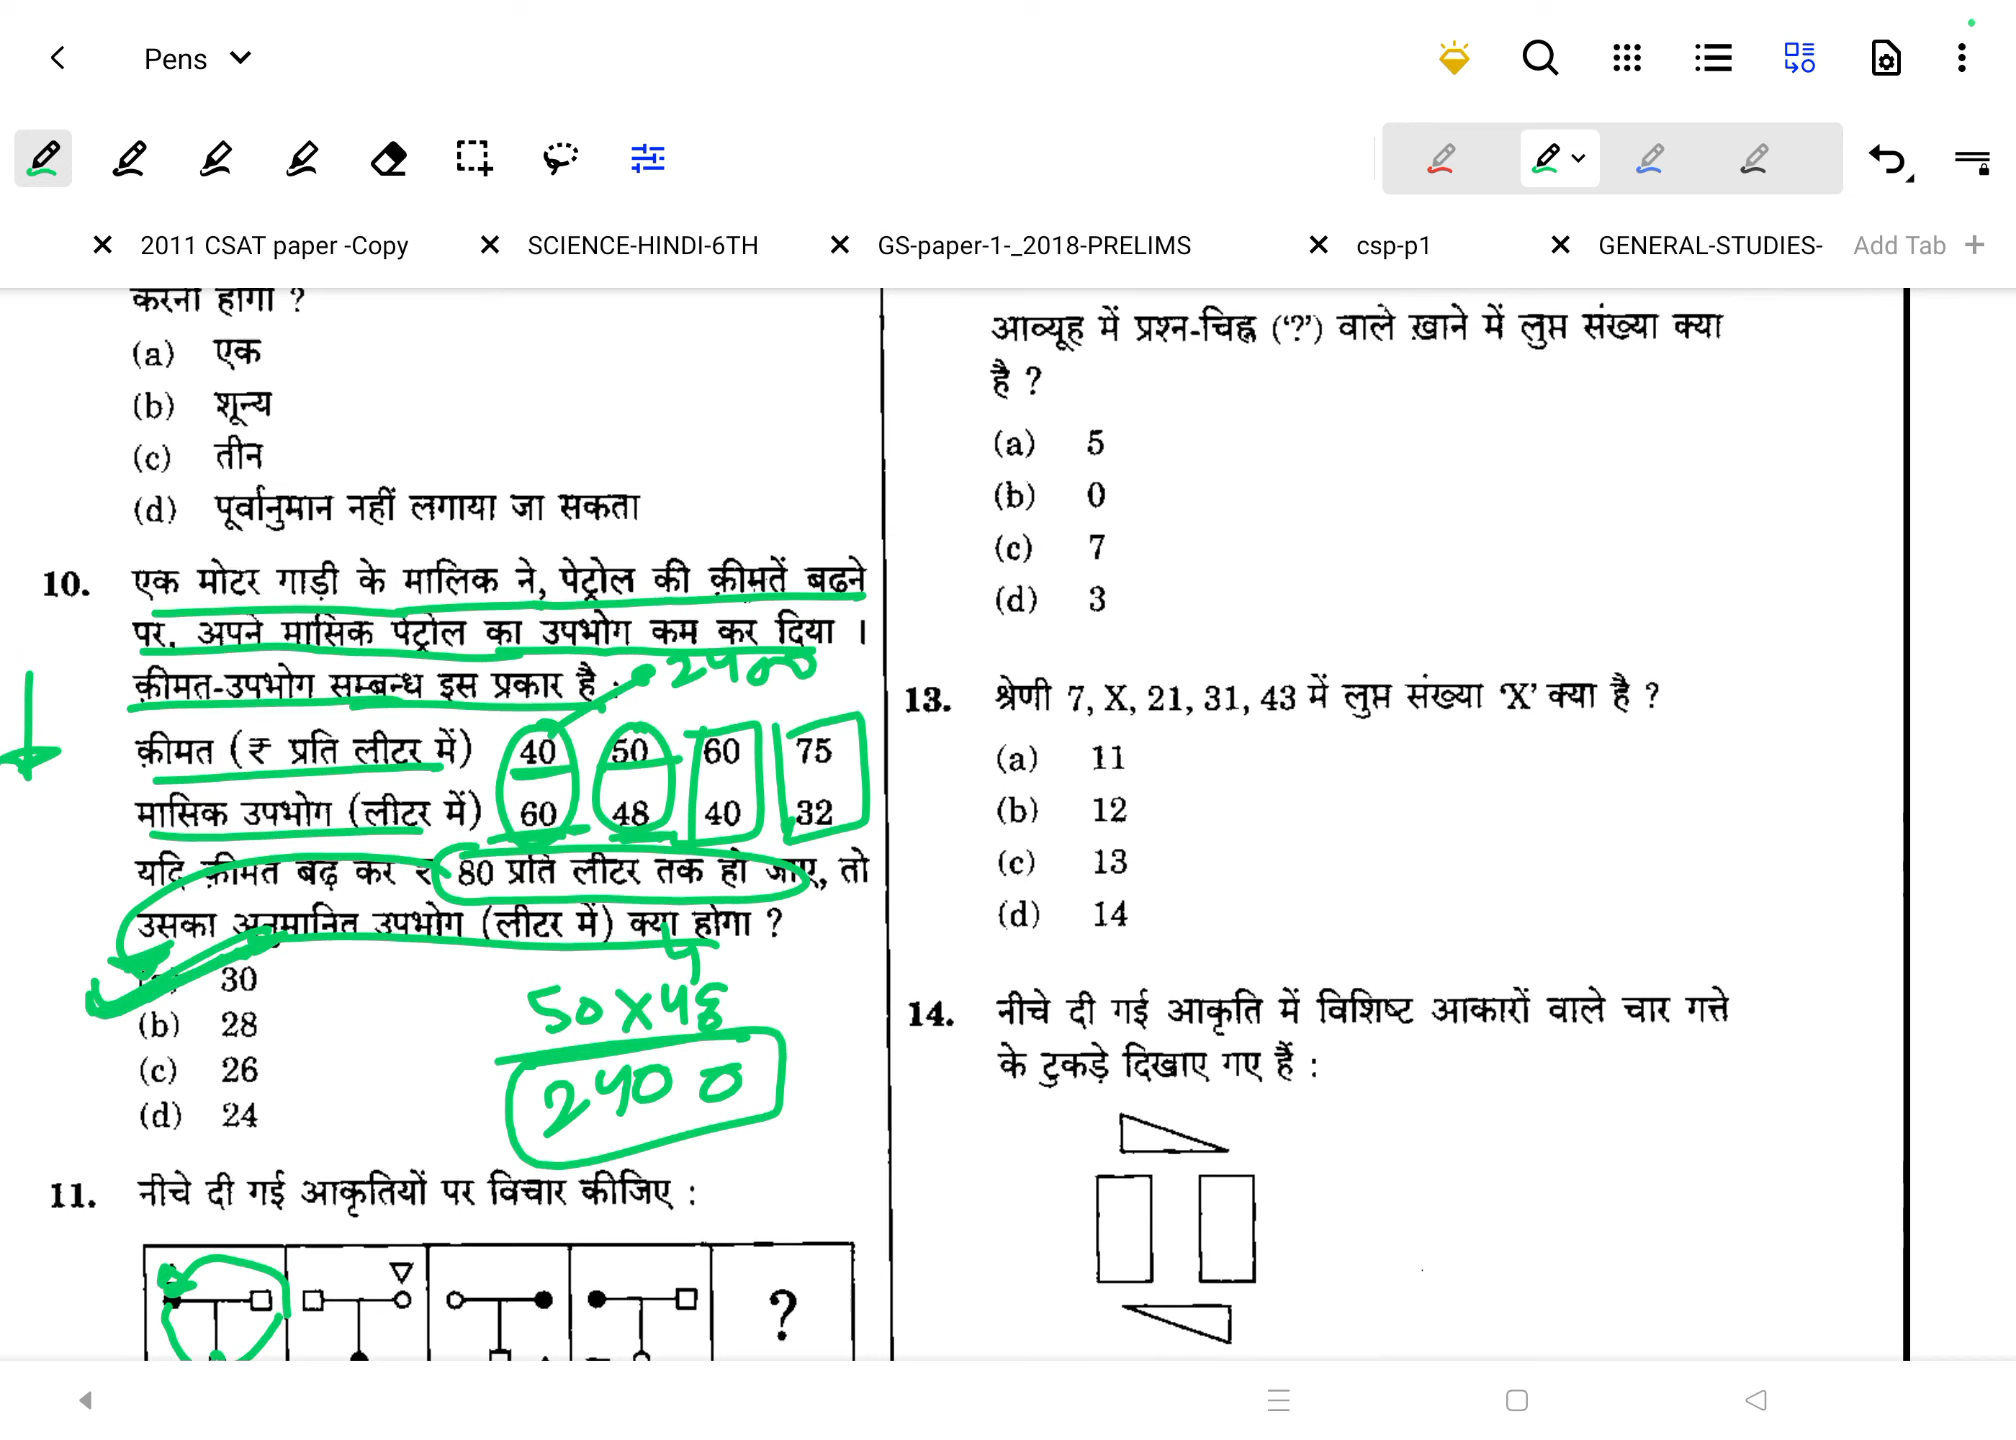 Pens
2011 CSAT paper -Copy
SCIENCE-HINDI-6TH
GS-paper-1-_2018-PRELIMS
csp-p1
GENERAL-STUDIES-
Add Tab +
करना होगा ?
(a) एक
(b) शून्य
(c) तीन
(d) पूर्वानुमान नहीं लगाया जा सकता
10. एक मोटर गाड़ी के मालिक ने, पेट्रोल की क़ीमतें बढने
पर, अपने मासिक पेट्रोल का उपभोग कम कर दिया ।
2400
क़ीमत-उपभोग सम्बन्ध इस प्रकार है :
क़ीमत (₹ प्रति लीटर में) 40 50 60 75
मासिक उपभोग (लीटर में) 60 48 40 32
यदि क़ीमत बढ़ कर ₹ 80 प्रति लीटर तक हो जाए, तो
उसका अनुमानित उपभोग (लीटर में) क्या होगा ?
30
(b) 28
(c) 26
(d) 24
4
50 X 48
2400
11. नीचे दी गई आकृतियों पर विचार कीजिए :
?
आव्यूह में प्रश्न-चिह्न (‘?’) वाले ख़ाने में लुप्त संख्या क्या
है ?
(a) 5
(b) 0
(c) 7
(d) 3
13. श्रेणी 7, X, 21, 31, 43 में लुप्त संख्या ‘X’ क्या है ?
(a) 11
(b) 12
(c) 13
(d) 14
14. नीचे दी गई आकृति में विशिष्ट आकारों वाले चार गत्ते
के टुकड़े दिखाए गए हैं :